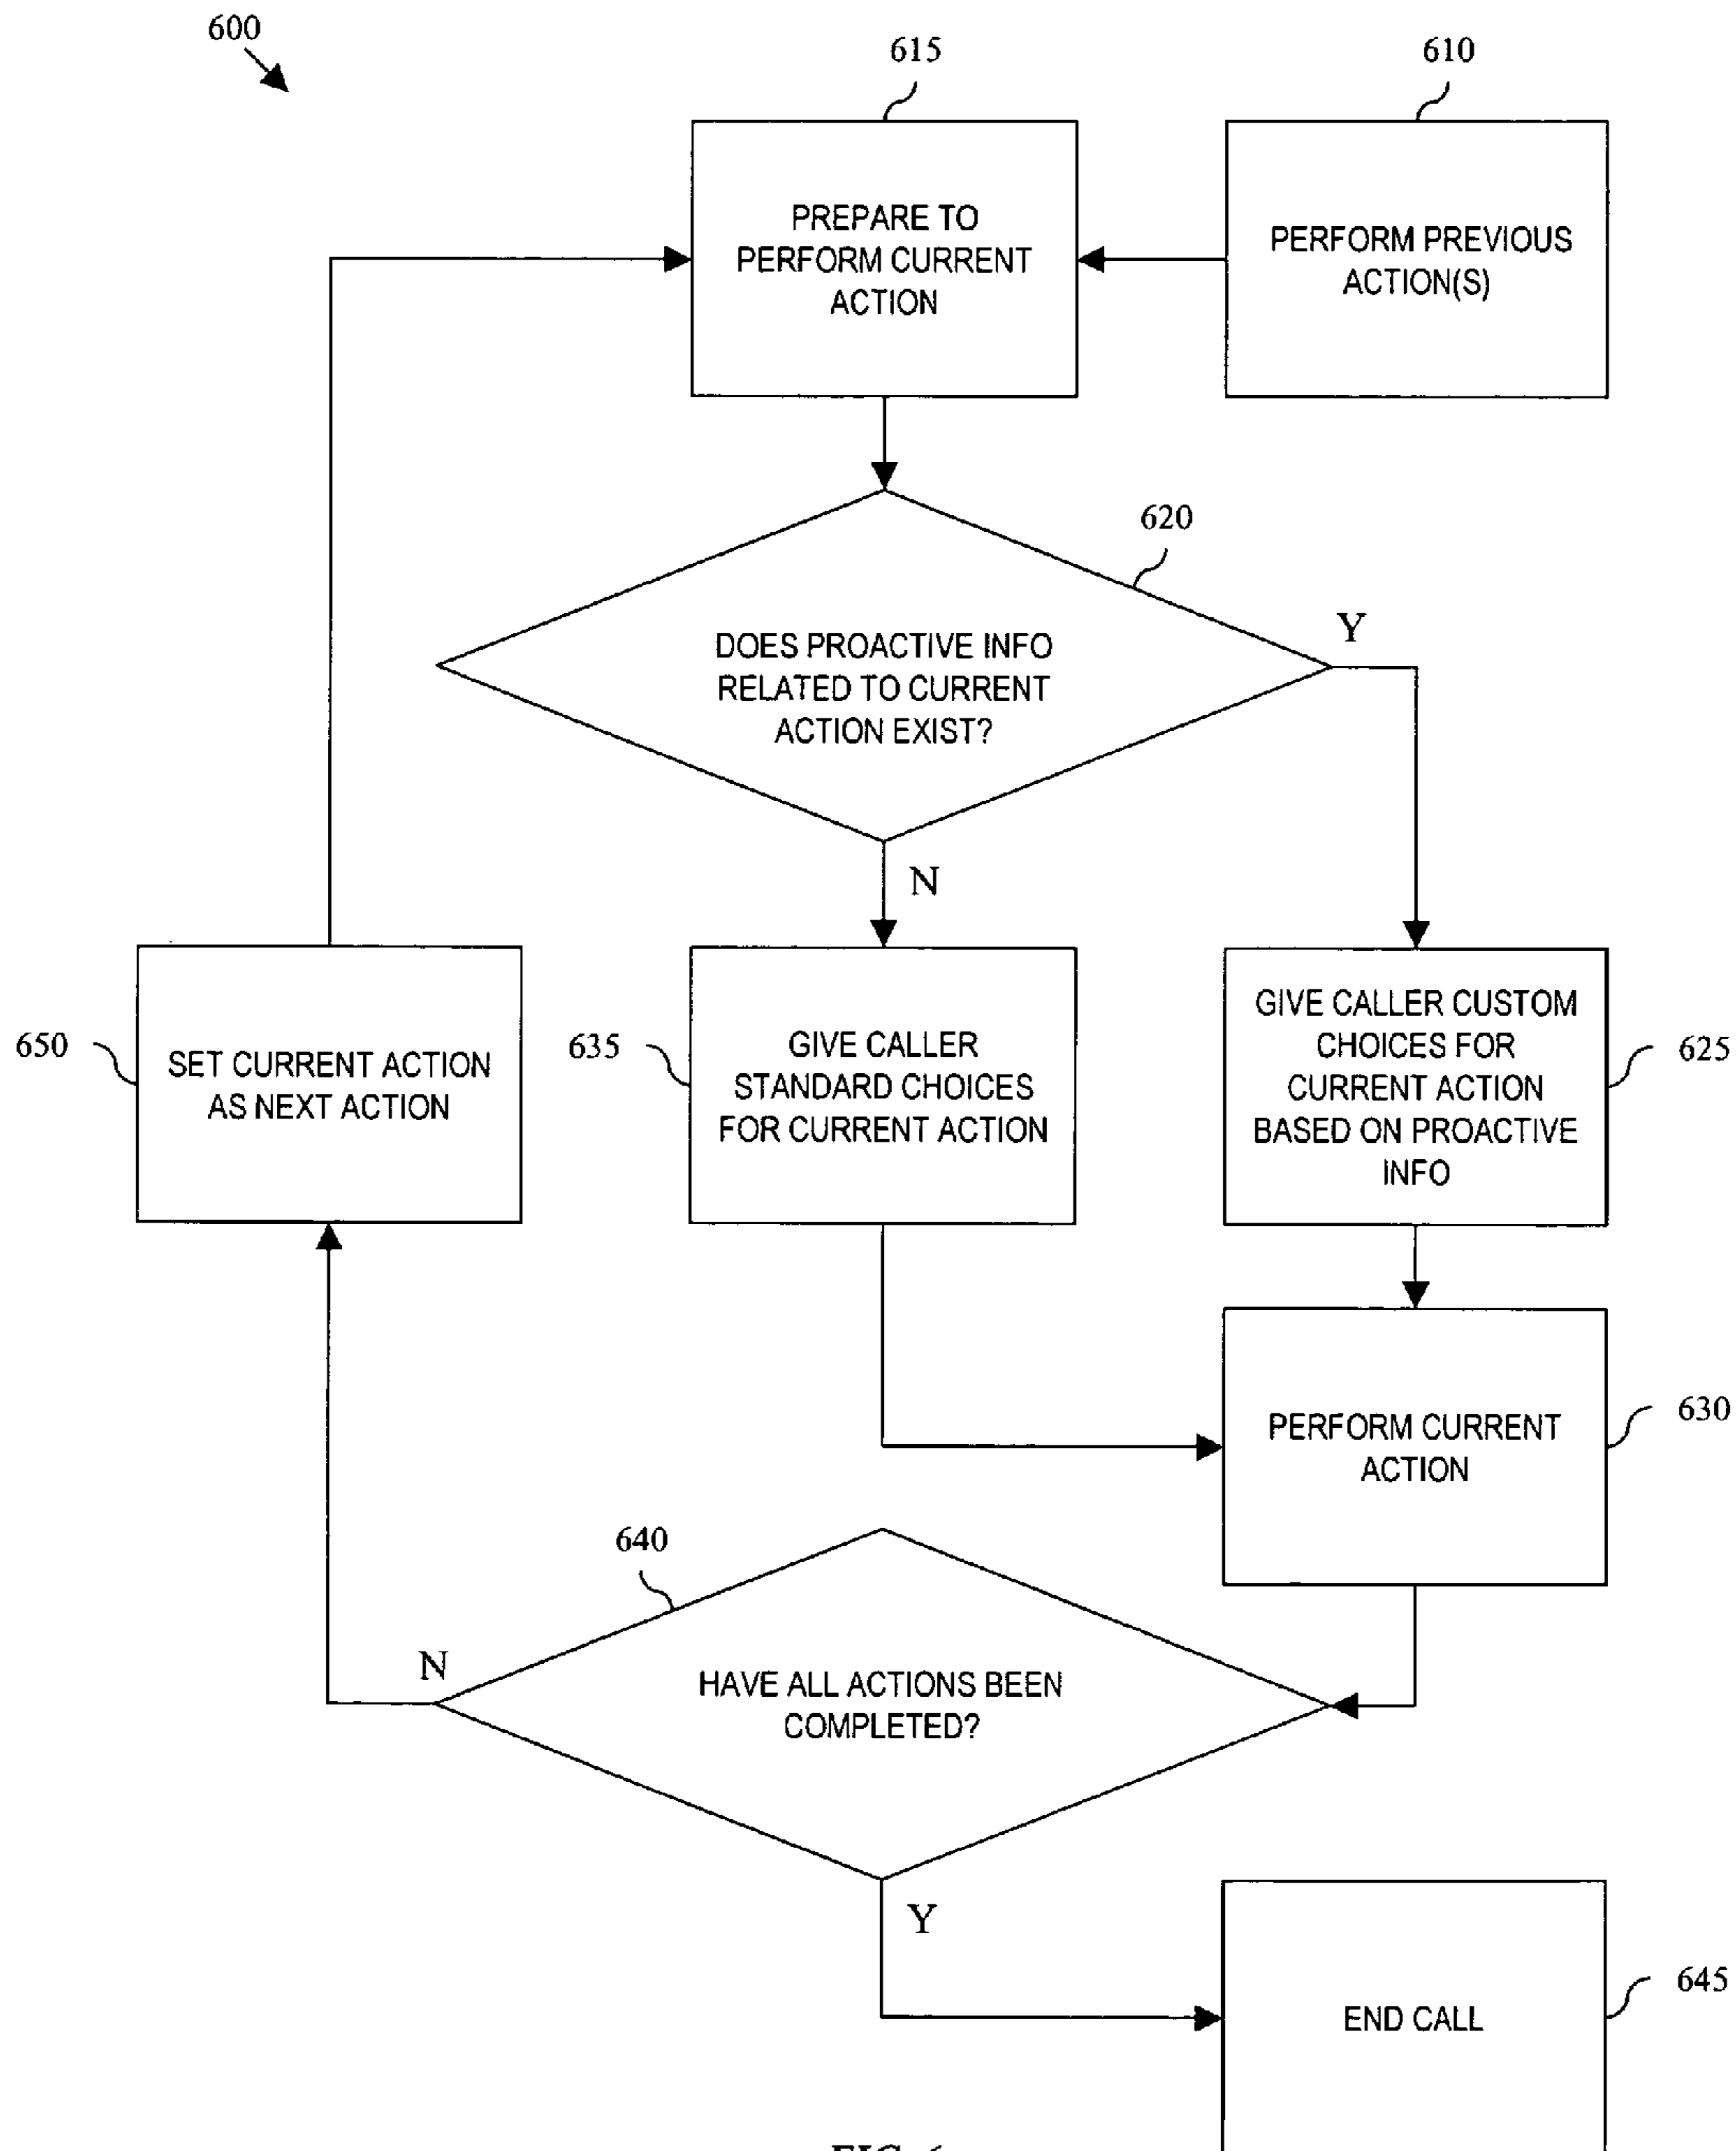 600
615
610
PREPARE TO
PERFORM CURRENT
ACTION
PERFORM PREVIOUS
ACTION(S)
620
DOES PROACTIVE INFO
RELATED TO CURRENT
ACTION EXIST?
Y
N
650
SET CURRENT ACTION
AS NEXT ACTION
635
GIVE CALLER
STANDARD CHOICES
FOR CURRENT ACTION
GIVE CALLER CUSTOM
CHOICES FOR
CURRENT ACTION
BASED ON PROACTIVE
INFO
625
PERFORM CURRENT
ACTION
630
640
HAVE ALL ACTIONS BEEN
COMPLETED?
N
Y
END CALL
645